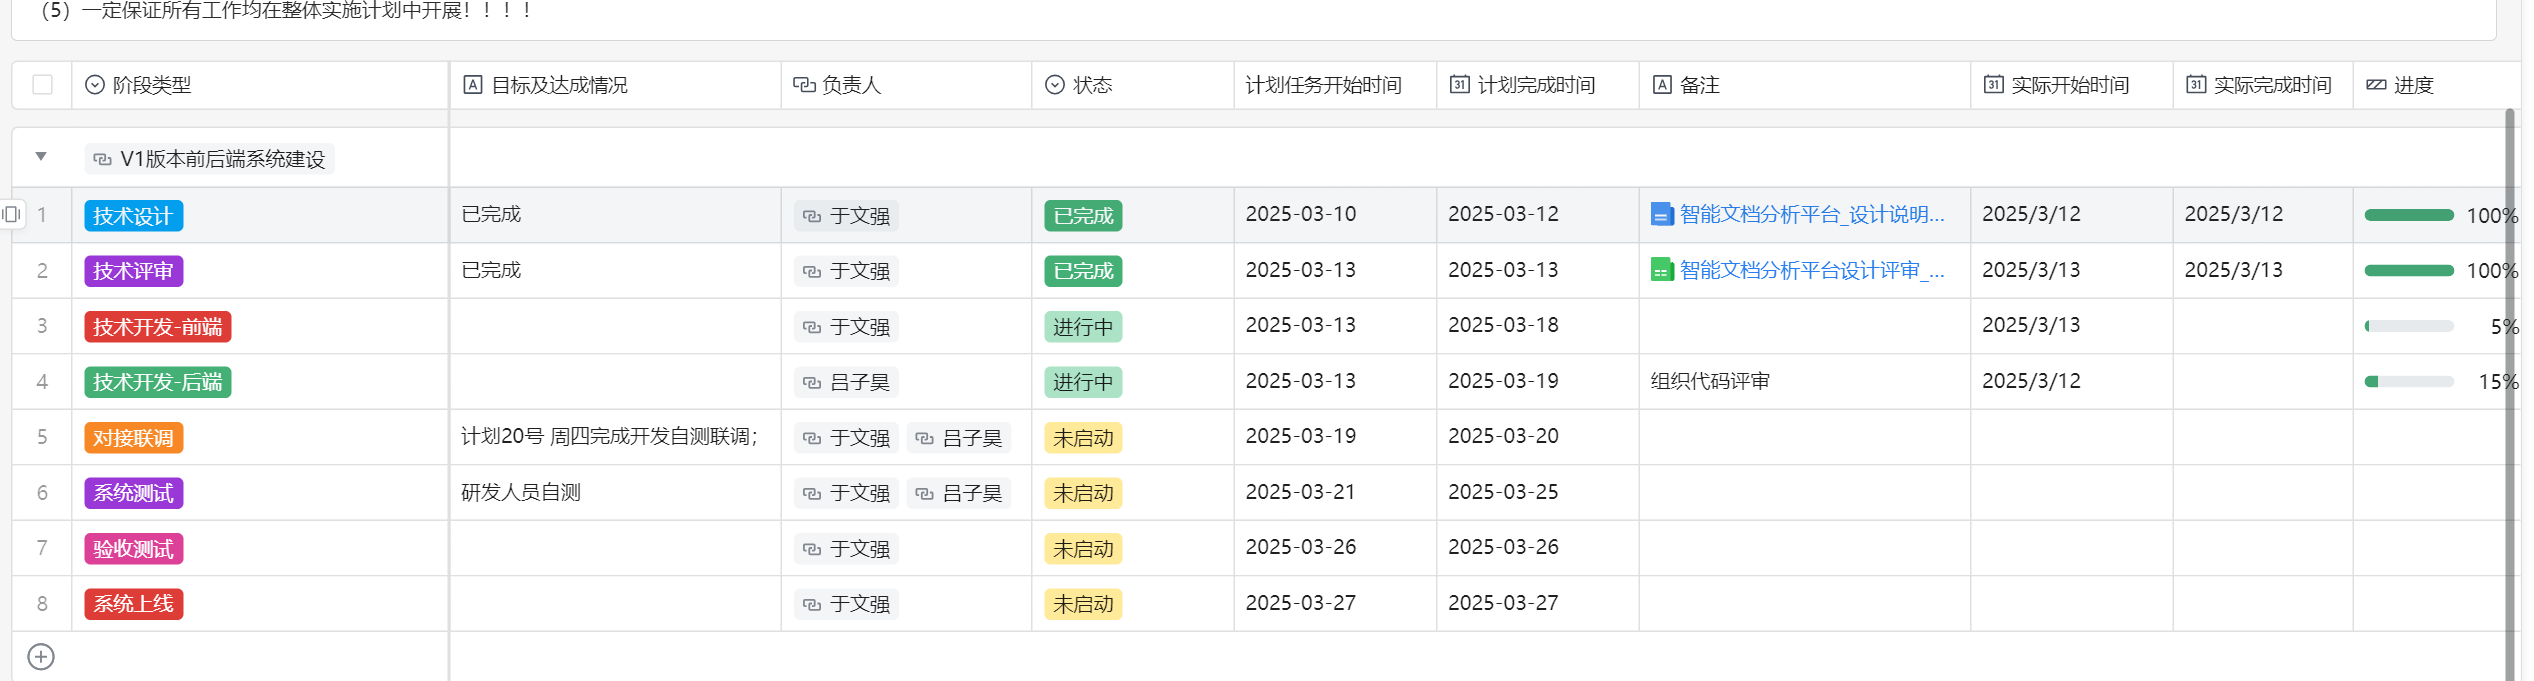 （5）一定保证所有工作均在整体实施计划中开展！！！！
阶段类型 目标及达成情况 负责人 状态 计划任务开始时间 计划完成时间 备注 实际开始时间 实际完成时间 进度
V1版本前后端系统建设
1 技术设计 已完成 于文强 已完成 2025-03-10 2025-03-12 智能文档分析平台_设计说明... 2025/3/12 2025/3/12 100%
2 技术评审 已完成 于文强 已完成 2025-03-13 2025-03-13 智能文档分析平台设计评审_... 2025/3/13 2025/3/13 100%
3 技术开发-前端 于文强 进行中 2025-03-13 2025-03-18 2025/3/13 5%
4 技术开发-后端 吕子昊 进行中 2025-03-13 2025-03-19 组织代码评审 2025/3/12 15%
5 对接联调 计划20号 周四完成开发自测联调； 于文强 吕子昊 未启动 2025-03-19 2025-03-20
6 系统测试 研发人员自测 于文强 吕子昊 未启动 2025-03-21 2025-03-25
7 验收测试 于文强 未启动 2025-03-26 2025-03-26
8 系统上线 于文强 未启动 2025-03-27 2025-03-27